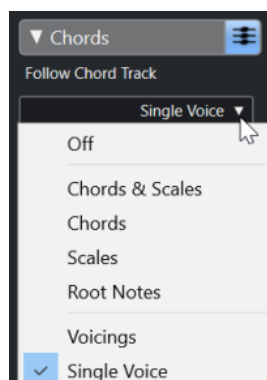 Chords
Follow Chord Track
Single Voice
Off
Chords & Scales
Chords
Scales
Root Notes
Voicings
Single Voice